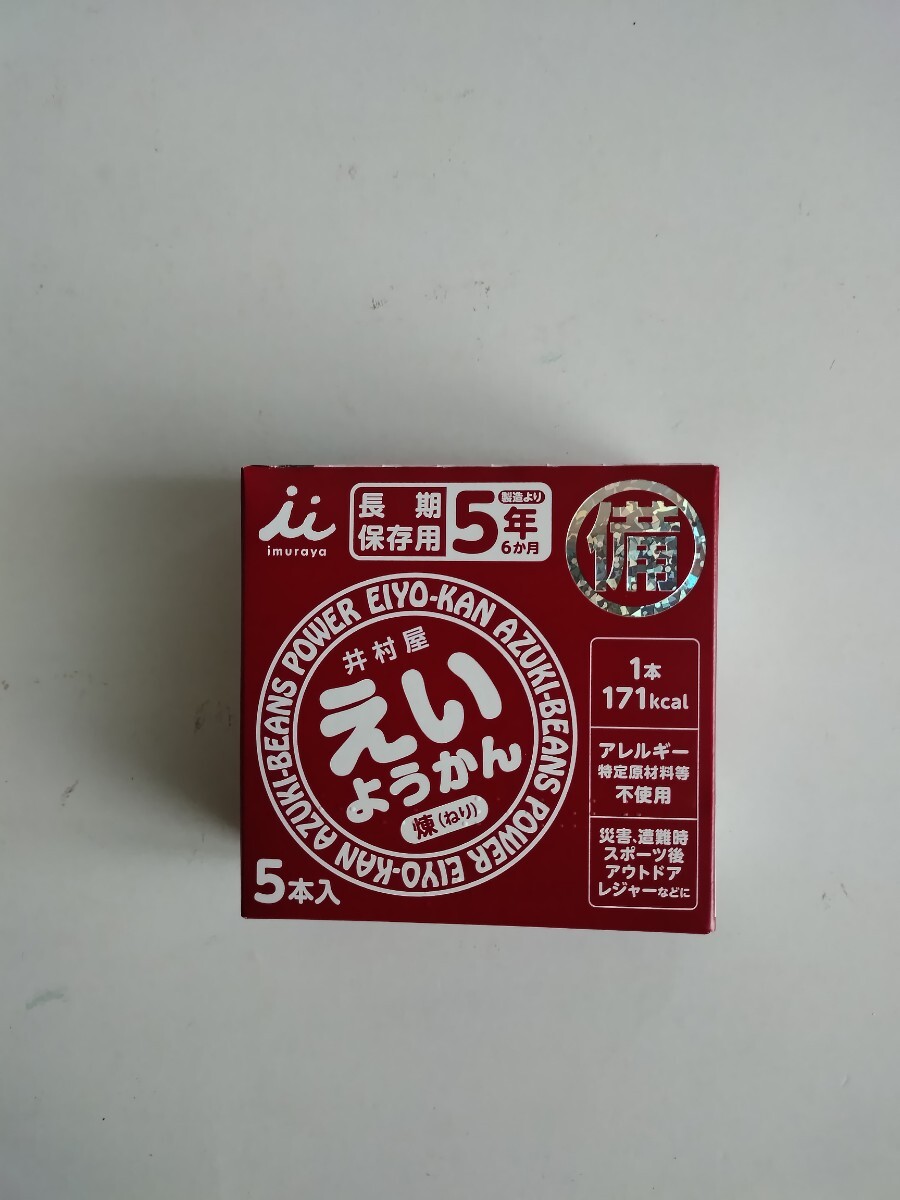 imuraya
長期
保存用
製造より
5年
6か月
備
AZUKI-BEANS POWER EIYO-KAN AZUKI-BEANS POWER EIYO-KAN
井村屋
えい
ようかん
煉(ねり)
5本入
1本
171kcal
アレルギー
特定原材料等
不使用
災害、遭難時
スポーツ後
アウトドア
レジャーなどに